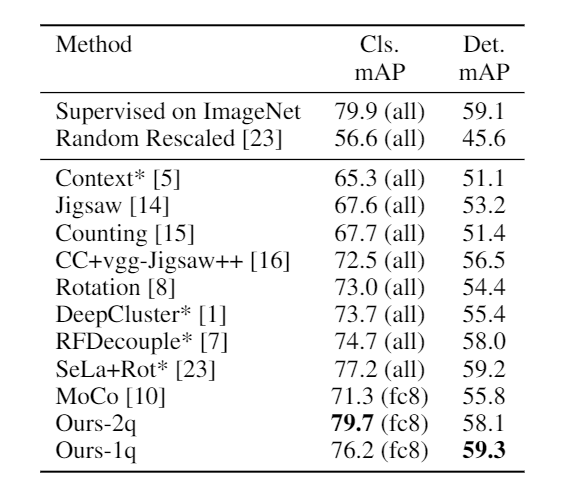 Method Cls. Det.
mAP mAP
Supervised on ImageNet 79.9 (all) 59.1
Random Rescaled [23] 56.6 (all) 45.6
Context* [5] 65.3 (all) 51.1
Jigsaw [14] 67.6 (all) 53.2
Counting [15] 67.7 (all) 51.4
CC+vgg-Jigsaw++ [16] 72.5 (all) 56.5
Rotation [8] 73.0 (all) 54.4
DeepCluster* [1] 73.7 (all) 55.4
RFDecouple* [7] 74.7 (all) 58.0
SeLa+Rot* [23] 77.2 (all) 59.2
MoCo [10] 71.3 (fc8) 55.8
Ours-2q 79.7 (fc8) 58.1
Ours-1q 76.2 (fc8) 59.3